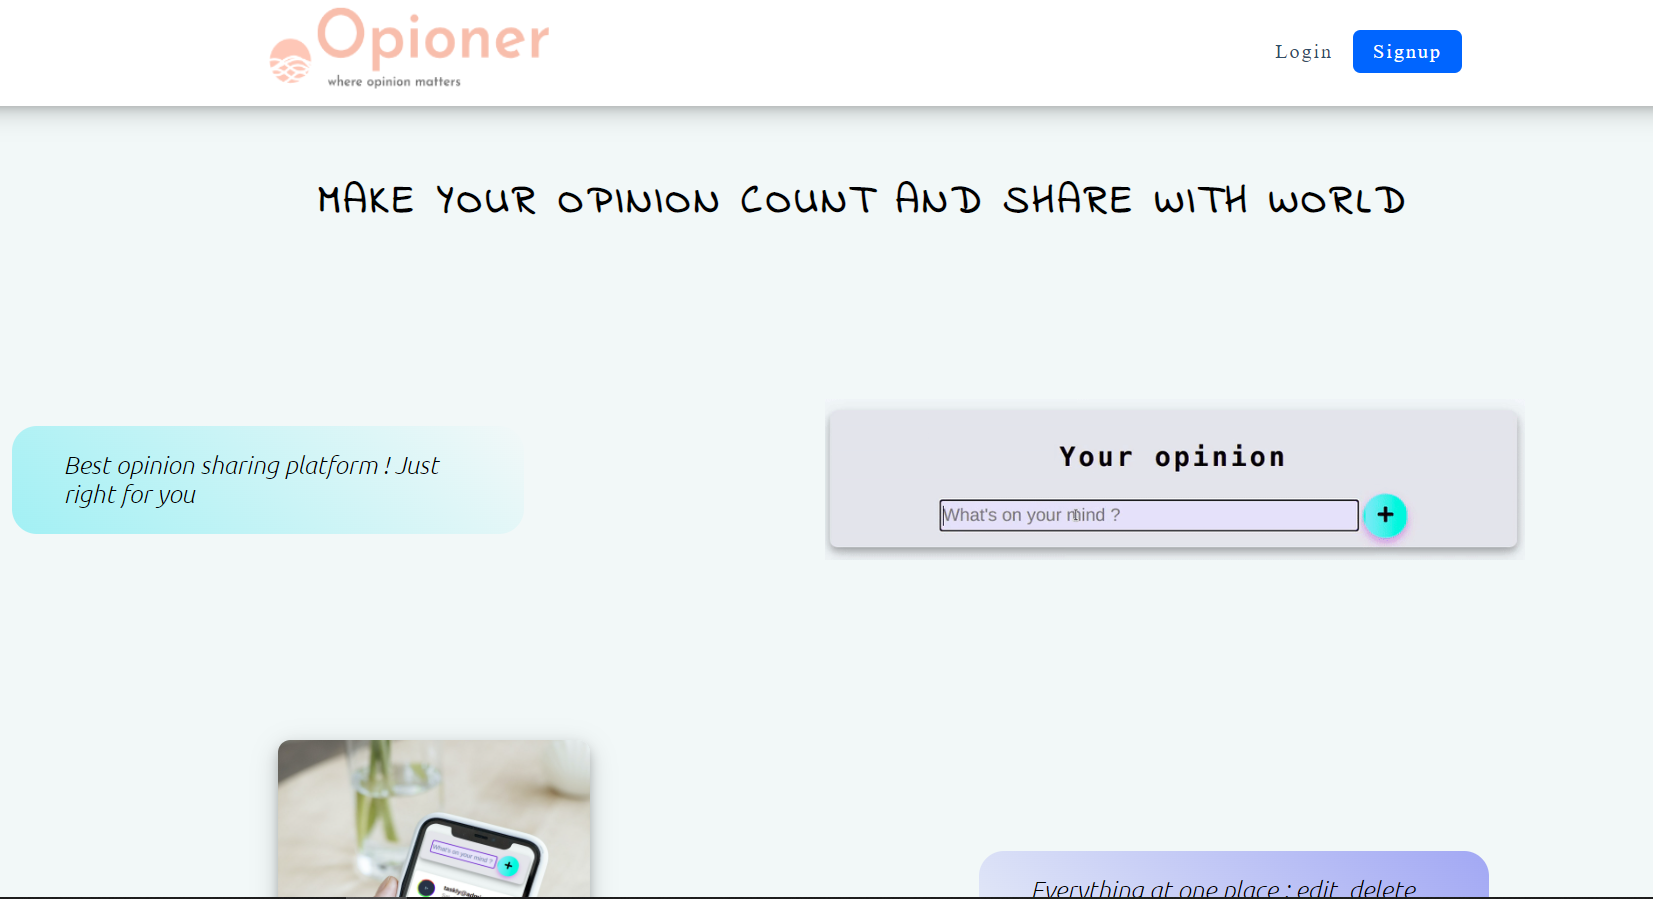 Opioner
where opinion matters
Login
Signup
MAKE YOUR OPINION COUNT AND SHARE WITH WORLD
Best opinion sharing platform ! Just
right for you
Your opinion
What's on your mind ?
+
What's on your mind ?
+
Everything at one place : edit, delete